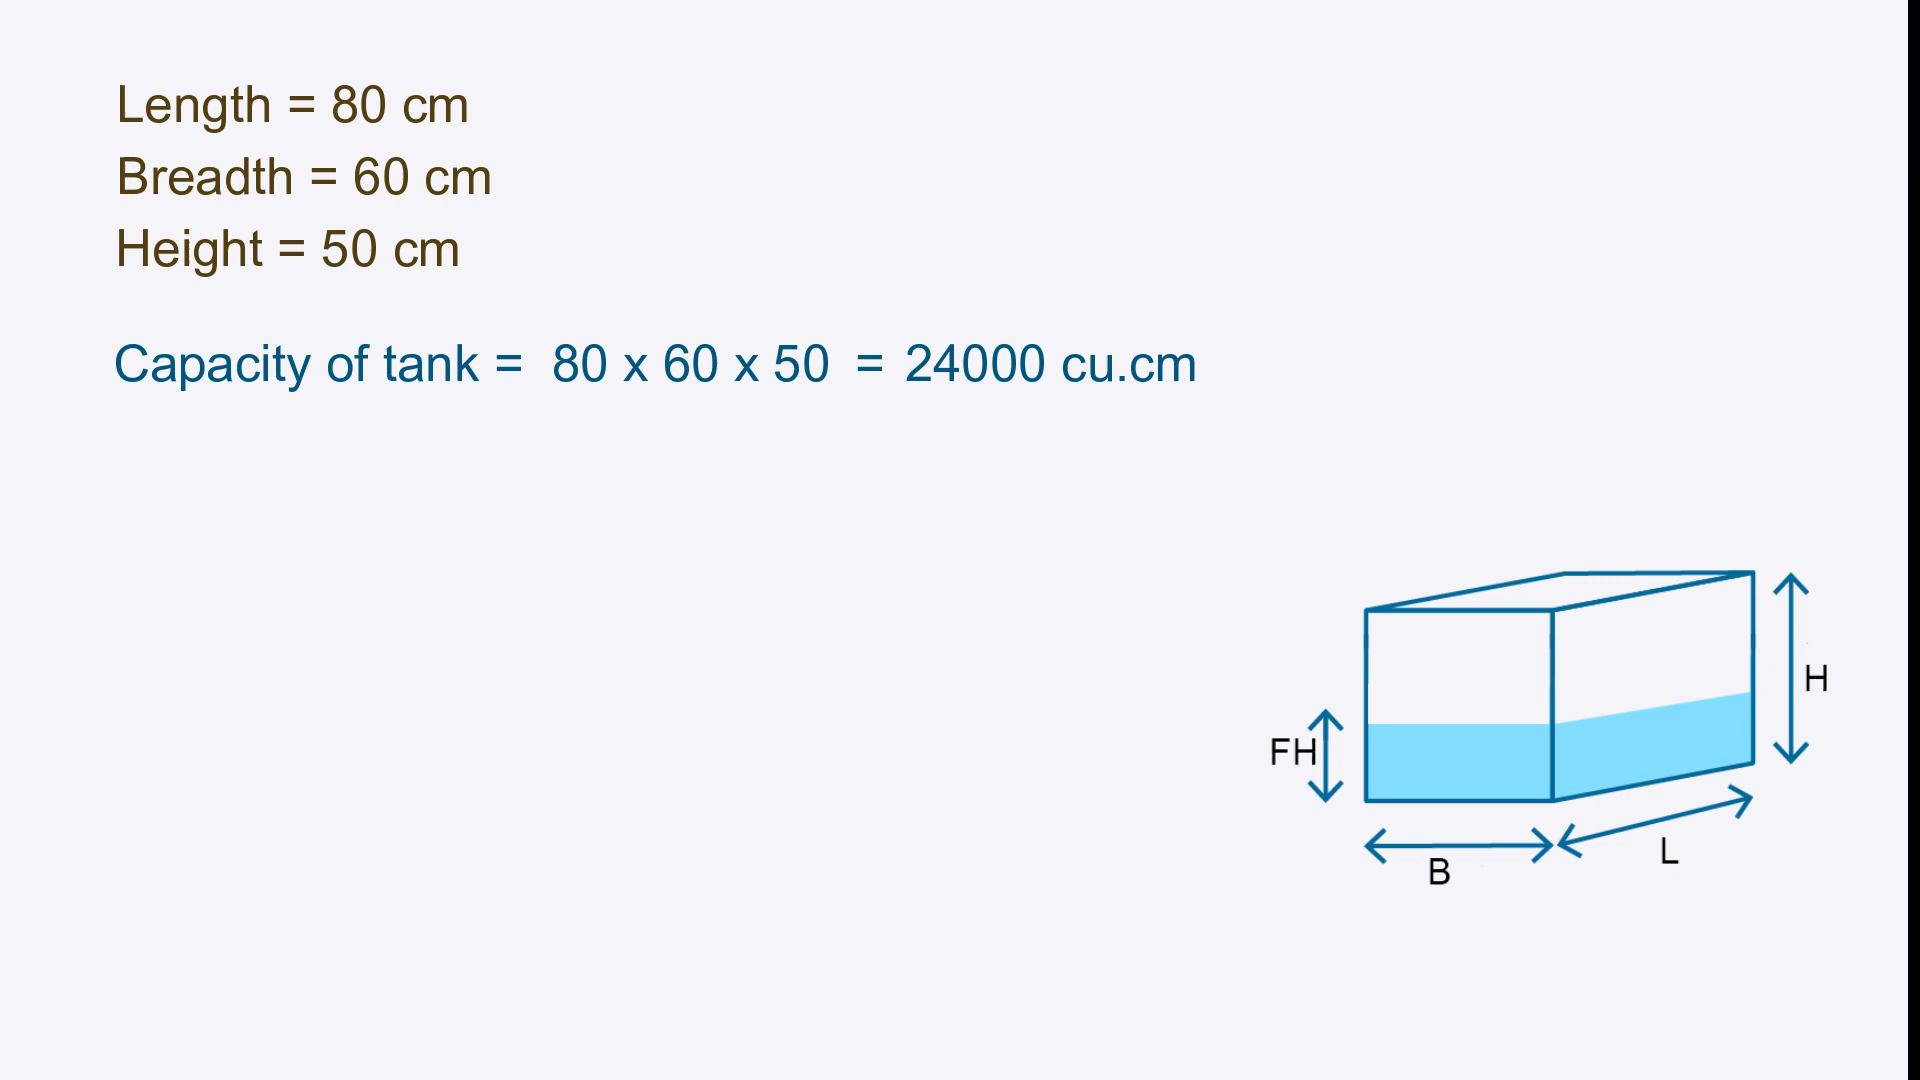 Length = 80 cm
Breadth = 60 cm
Height = 50 cm
Capacity of tank = 80 x 60 x 50 = 24000 cu.cm
H
FH
L
B